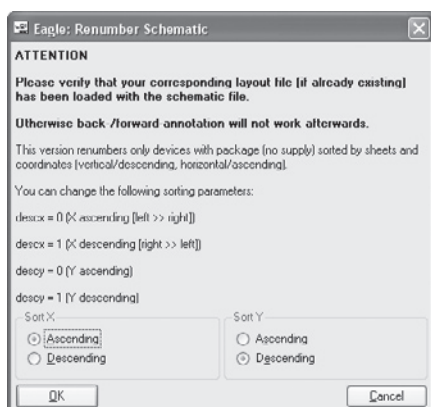 Eagle: Renumber Schematic
ATTENTION
Please verify that your corresponding layout file (if already existing)
has been loaded with the schematic file.
Otherwise back-/forward annotation will not work afterwards.
This version renumbers only devices with package (no supply) sorted by sheets and
coordinates (vertical/descending, horizontal/ascending).
You can change the following sorting parameters:
descx = 0 (X ascending [left >> right])
descx = 1 (X descending [right >> left])
descy = 0 (Y ascending)
descy = 1 (Y descending)
Sort X
Sort Y
Ascending
Ascending
Descending
Descending
OK
Cancel